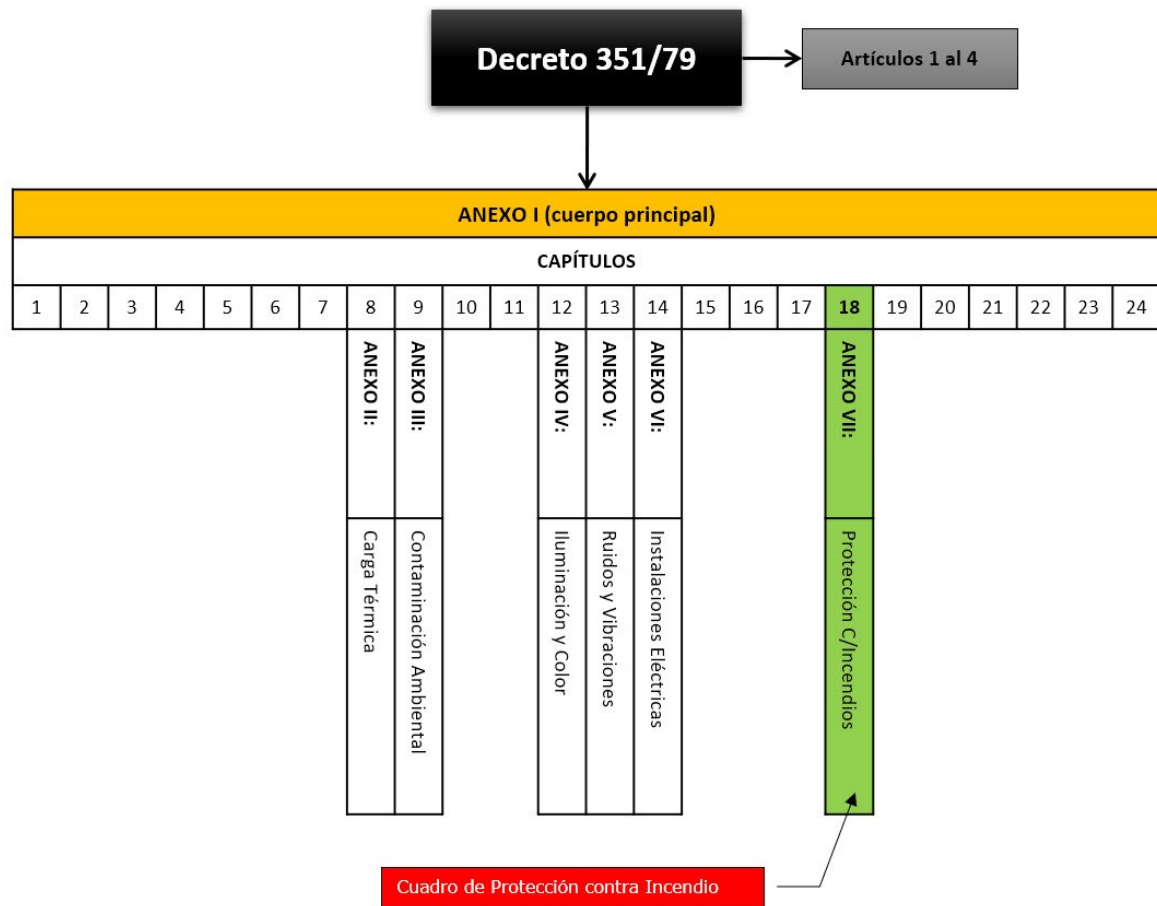 Decreto 351/79
Artículos 1 al 4
ANEXO I (cuerpo principal)
CAPÍTULOS
1 2 3 4 5 6 7 8 9 10 11 12 13 14 15 16 17 18 19 20 21 22 23 24
ANEXO II:
Carga Térmica
ANEXO III:
Contaminación Ambiental
ANEXO IV:
Iluminación y Color
ANEXO V:
Ruidos y Vibraciones
ANEXO VI:
Instalaciones Eléctricas
ANEXO VII:
Protección C/Incendios
Cuadro de Protección contra Incendio